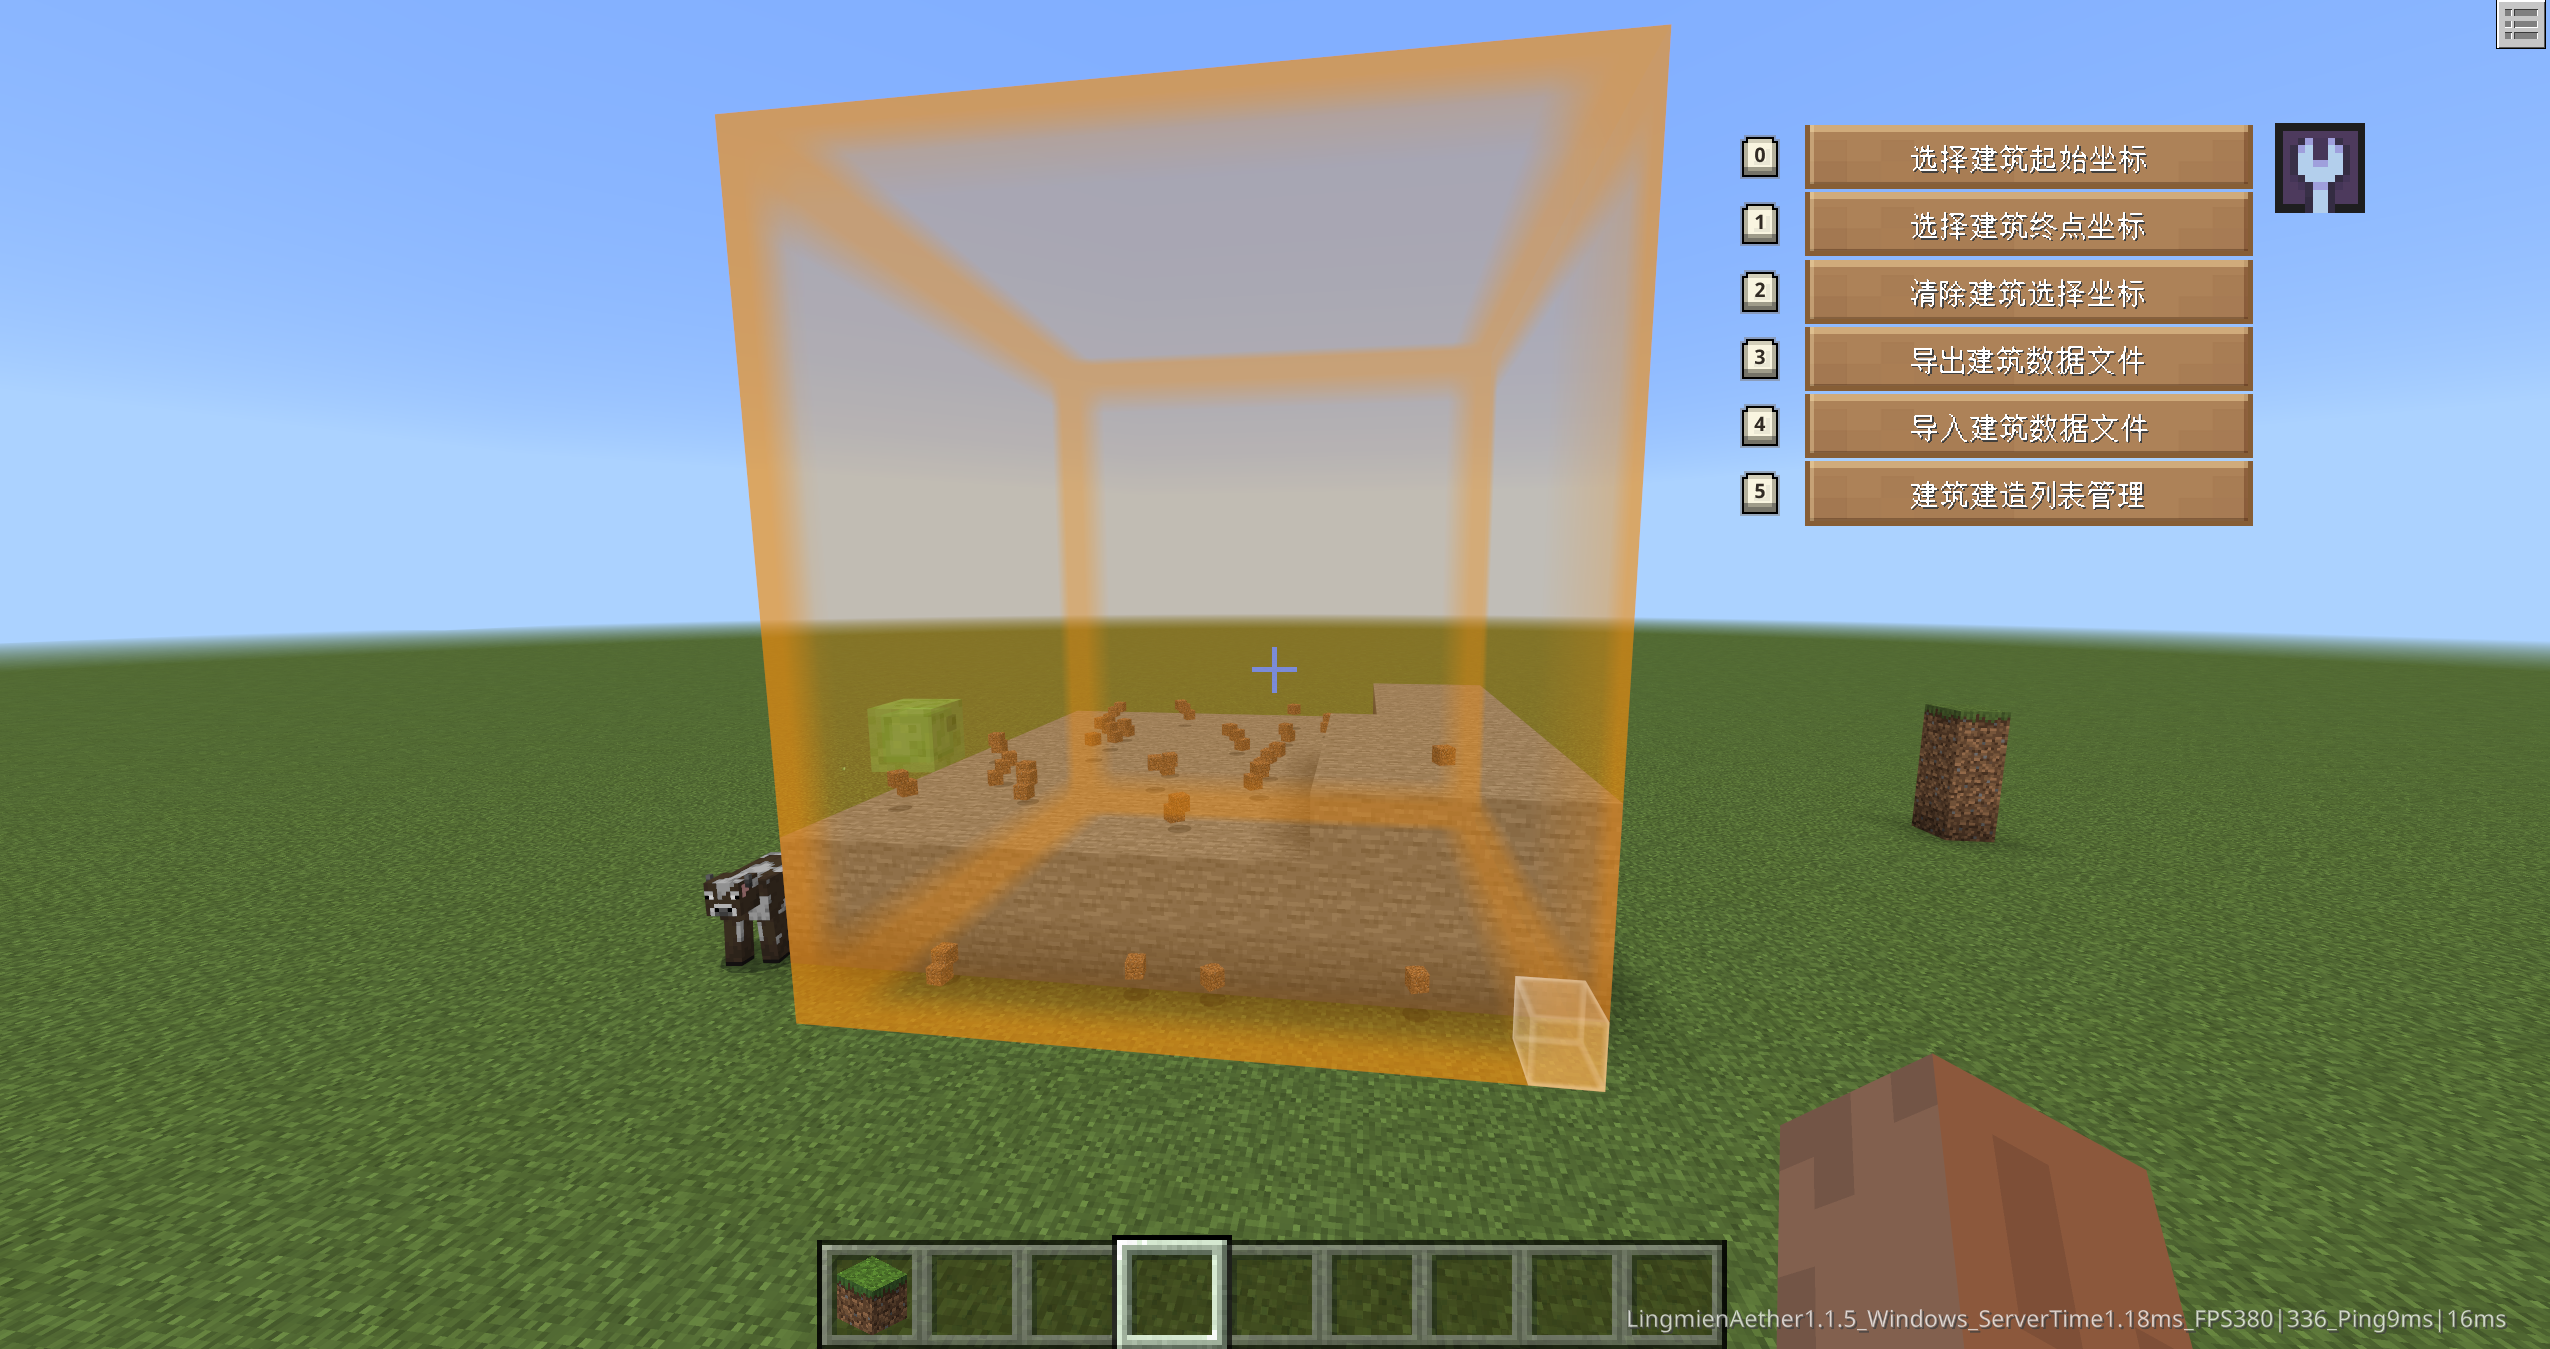 0 选择建筑起始坐标
1 选择建筑终点坐标
2 清除建筑选择坐标
3 导出建筑数据文件
4 导入建筑数据文件
5 建筑建造列表管理
LingmienAether1.1.5_Windows_ServerTime1.18ms_FPS380|336_Ping9ms|16ms